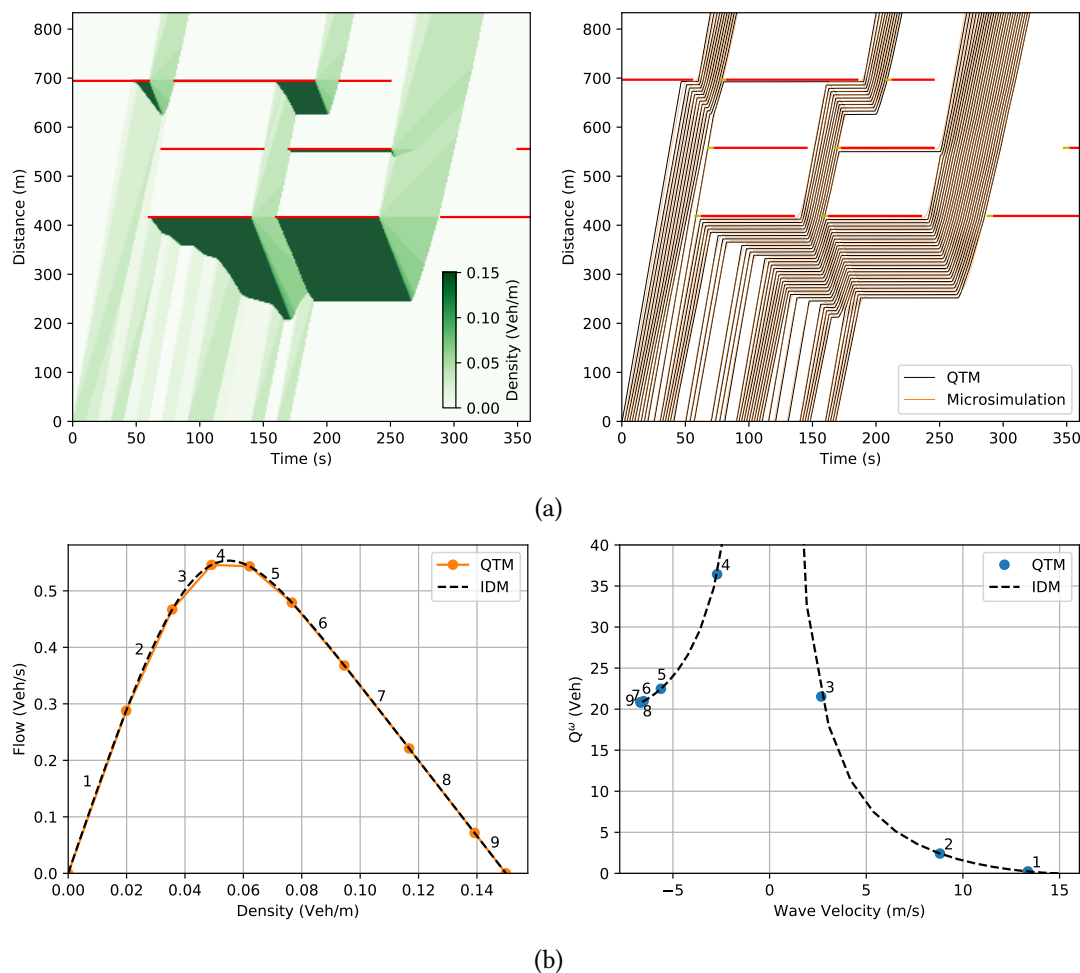 800
700
600
500
400
300
200
100
0
Distance (m)
0 50 100 150 200 250 300 350
Time (s)
0.15
0.10
0.05
0.00
Density (Veh/m)
800
700
600
500
400
300
200
100
0
Distance (m)
0 50 100 150 200 250 300 350
Time (s)
QTM
Microsimulation
(a)
0.5
0.4
0.3
0.2
0.1
0.0
Flow (Veh/s)
0.00 0.02 0.04 0.06 0.08 0.10 0.12 0.14
Density (Veh/m)
1
2
3
4
5
6
7
8
9
QTM
IDM
40
35
30
25
20
15
10
5
0
Q^ω (Veh)
−5 0 5 10 15
Wave Velocity (m/s)
4
5
6
7
9
8
3
2
1
QTM
IDM
(b)